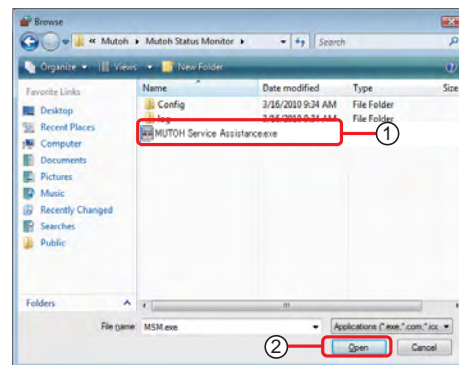 Browse
« Mutoh ▸ Mutoh Status Monitor ▸
Search
Organize Views New Folder
Favorite Links
Name Date modified Type Size
Desktop
Recent Places
Computer
Documents
Pictures
Music
Recently Changed
Searches
Public
Config 3/16/2010 9:34 AM File Folder
log 3/16/2010 9:34 AM File Folder
MUTOH Service Assistance.exe
1
Folders
File name: MSM.exe
Applications (*.exe;*.com;*.icc
2
Open Cancel